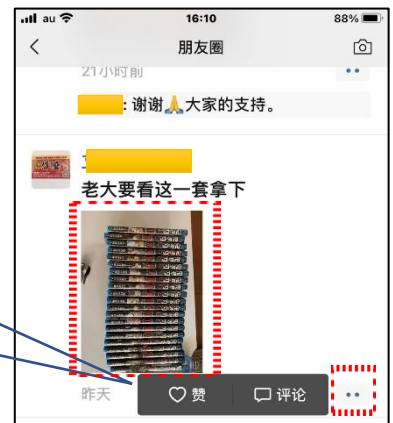 au 16:10 88%
朋友圈
21小时前
: 谢谢🙏大家的支持。
老大要看这一套拿下
昨天
赞 评论